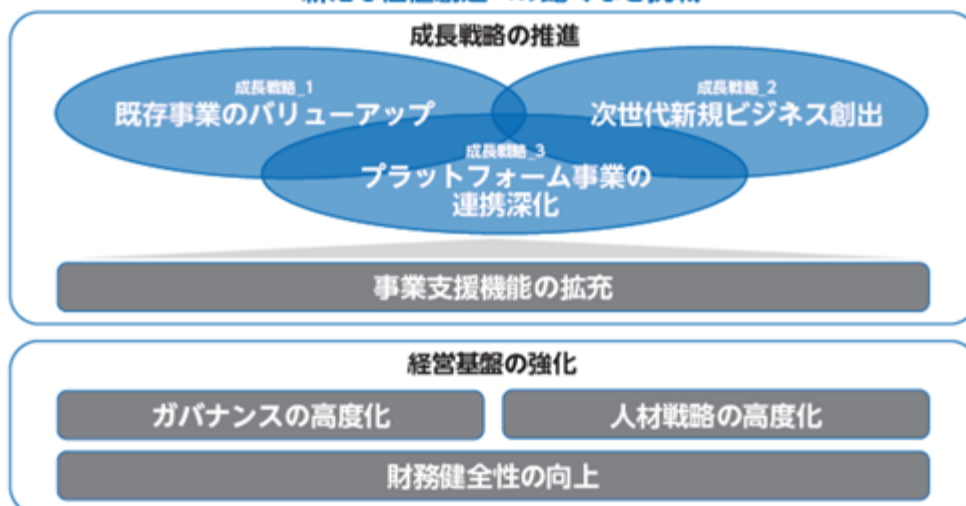 成長戦略の推進
成長戦略_1
既存事業のバリューアップ
成長戦略_2
次世代新規ビジネス創出
成長戦略_3
プラットフォーム事業の
連携深化
事業支援機能の拡充
経営基盤の強化
ガバナンスの高度化
人材戦略の高度化
財務健全性の向上